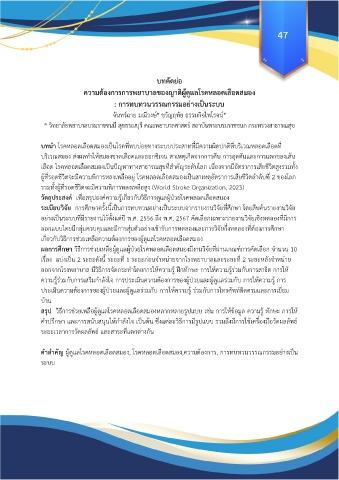 47
บทคัดย่อ
ความต้องการการพยาบาลของญาติผู้ดูแลโรคหลอดเลือดสมอง
: การทบทวนวรรณกรรมอย่างเป็นระบบ
จันทร์ฉาย มณีวงษ์* ขวัญฤทัย ธรรมกิจไพโรจน์*
* วิทยาลัยพยาบาลบรมราชชนนี สุพรรณบุรี คณะพยาบาลศาสตร์ สถาบันพระบรมราชชนก กระทรวงสาธารณสุข
บทนำ โรคหลอดเลือดสมองเป็นโรคที่พบบ่อยทางระบบประสาทที่มีความผิดปกติที่บริเวณหลอดเลือดที่
บริเวณสมอง ส่งผลทำให้สมองขาดเลือดและออกซิเจน สาเหตุเกิดจากการตีบ การอุดตันและการแตกของเส้น
เลือด โรคหลอดเลือดสมองเป็นปัญหาทางสาธารณสุขที่สำคัญระดับโลก เนื่องจากมีอัตราการเสียชีวิตสูงรวมทั้ง
ผู้ที่รอดชีวิตจะมีความพิการหลงเหลืออยู่ โรคหลอดเลือดสมองเป็นสาเหตุอัตราการเสียชีวิตลำดับที่ 2 ของโลก
รวมทั้งผู้ที่รอดชีวิตจะมีความพิการหลงเหลือสูง (World Stroke Organization, 2023)
วัตถุประสงค์ เพื่อสรุปองค์ความรู้เกี่ยวกับวิธีการดูแลผู้ป่วยโรคหลอดเลือดสมอง
ระเบียบวิจัย การศึกษาครั้งนี้เป็นการทบทวนอย่างเป็นระบบจากรายงานวิจัยที่ศึกษา โดยสืบค้นรายงานวิจัย
อย่างเป็นระบบที่มีรายงานไว้ตั้งแต่ปี พ.ศ. 2556 ถึง พ.ศ. 2567 คัดเลือกเฉพาะรายงานวิจัยเชิงทดลองที่มีการ
ออกแบบโดยมีกลุ่มควบคุมและมีการสุ่มตัวอย่างเข้ารับการทดลองและการวิจัยกึ่งทดลองที่ต้องการศึกษา
เกี่ยวกับวิธีการช่วยเหลือความต้องการของผู้ดูแลโรคหลอดเลือดสมอง
ผลการศึกษา วิธีการช่วยเหลือผู้ดูแลผู้ป่วยโรคหลอดเลือดสมองมีงานวิจัยที่ผ่านเกณฑ์การคัดเลือก จำนวน 10
เรื่อง แบ่งเป็น 2 ระยะดังนี้ ระยะที่ 1 ระยะก่อนจำหน่ายจากโรงพยาบาลและระยะที่ 2 ระยะหลังจำหน่าย
ออกจากโรงพยาบาล มีวิธีการจัดกระทำโดยการให้ความรู้ ฝึกทักษะ การให้ความรู้ร่วมกับการสาธิต การให้
ความรู้ร่วมกับการเสริมกำลังใจ การประเมินความต้องการของผู้ป่วยและผู้ดูแลร่วมกับ การให้ความรู้ การ
ประเมินความต้องการของผู้ป่วยและผู้ดูแลร่วมกับ การให้ความรู้ ร่วมกับการโทรศัพท์ติดตามและการเยี่ยม
บ้าน
สรุป วิธีการช่วยเหลือผู้ดูแลโรคหลอดเลือดสมองหลากหลายรูปแบบ เช่น การให้ข้อมูล ความรู้ ทักษะ การให้
คำปรึกษา และการสนับสนุนให้กำลังใจ เป็นต้น ซึ่งแต่ละวิธีการมีรูปแบบ รวมถึงมีการใช้เครื่องมือวัดผลลัพธ์
ระยะเวลาการวัดผลลัพธ์ และสาระที่แตกต่างกัน
คำสำคัญ ผู้ดูแลโรคหลอดเลือดสมอง, โรคหลอดเลือดสมอง,ความต้องการ, การทบทวนวรรณกรรมอย่างเป็น
ระบบ